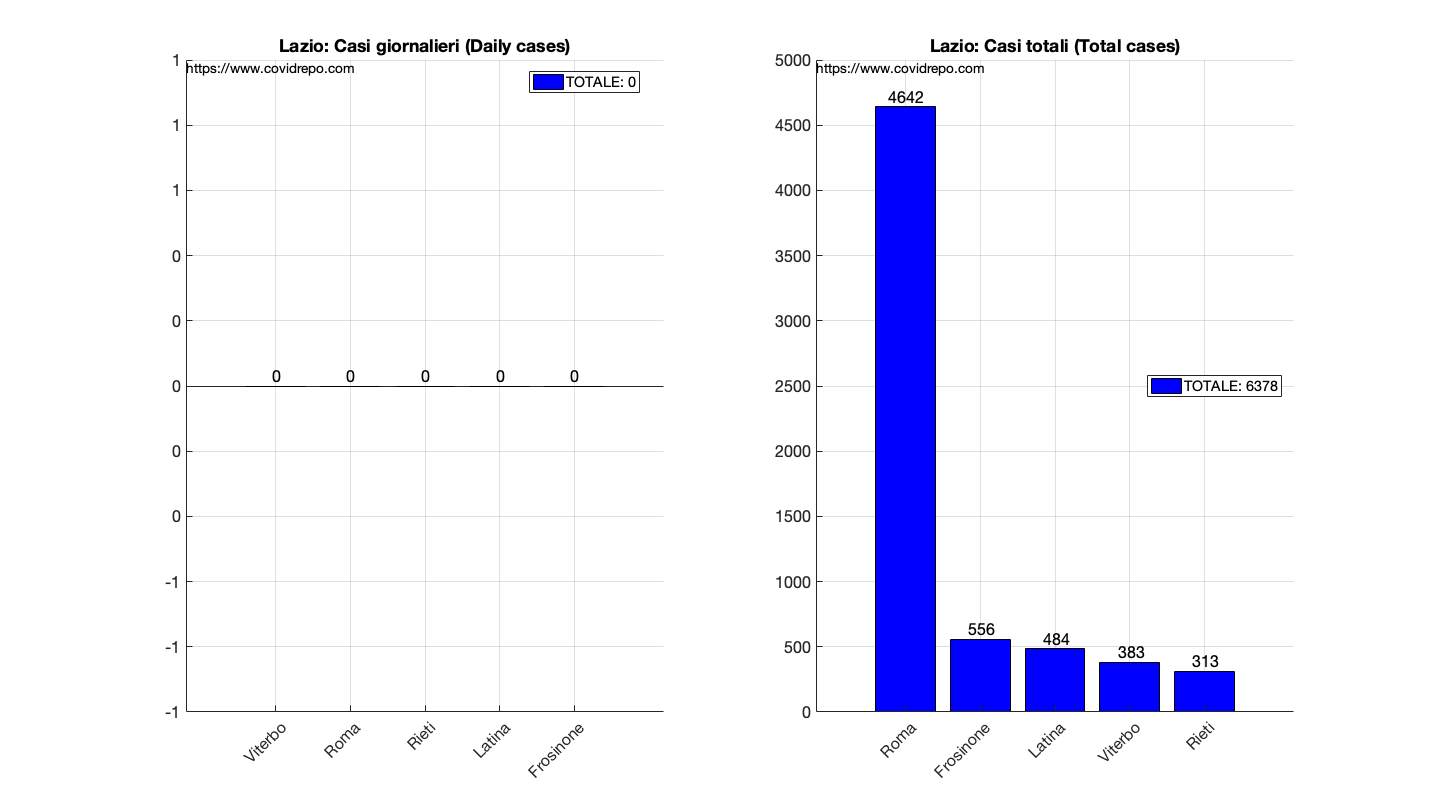 Lazio: Casi giornalieri (Daily cases)
https://www.covidrepo.com
TOTALE: 0
1
1
1
0
0
0
0
0
-1
-1
-1
0
0
0
0
0
Viterbo
Roma
Rieti
Latina
Frosinone
Lazio: Casi totali (Total cases)
https://www.covidrepo.com
5000
4500
4000
3500
3000
2500
2000
1500
1000
500
0
4642
556
484
383
313
TOTALE: 6378
Roma
Frosinone
Latina
Viterbo
Rieti